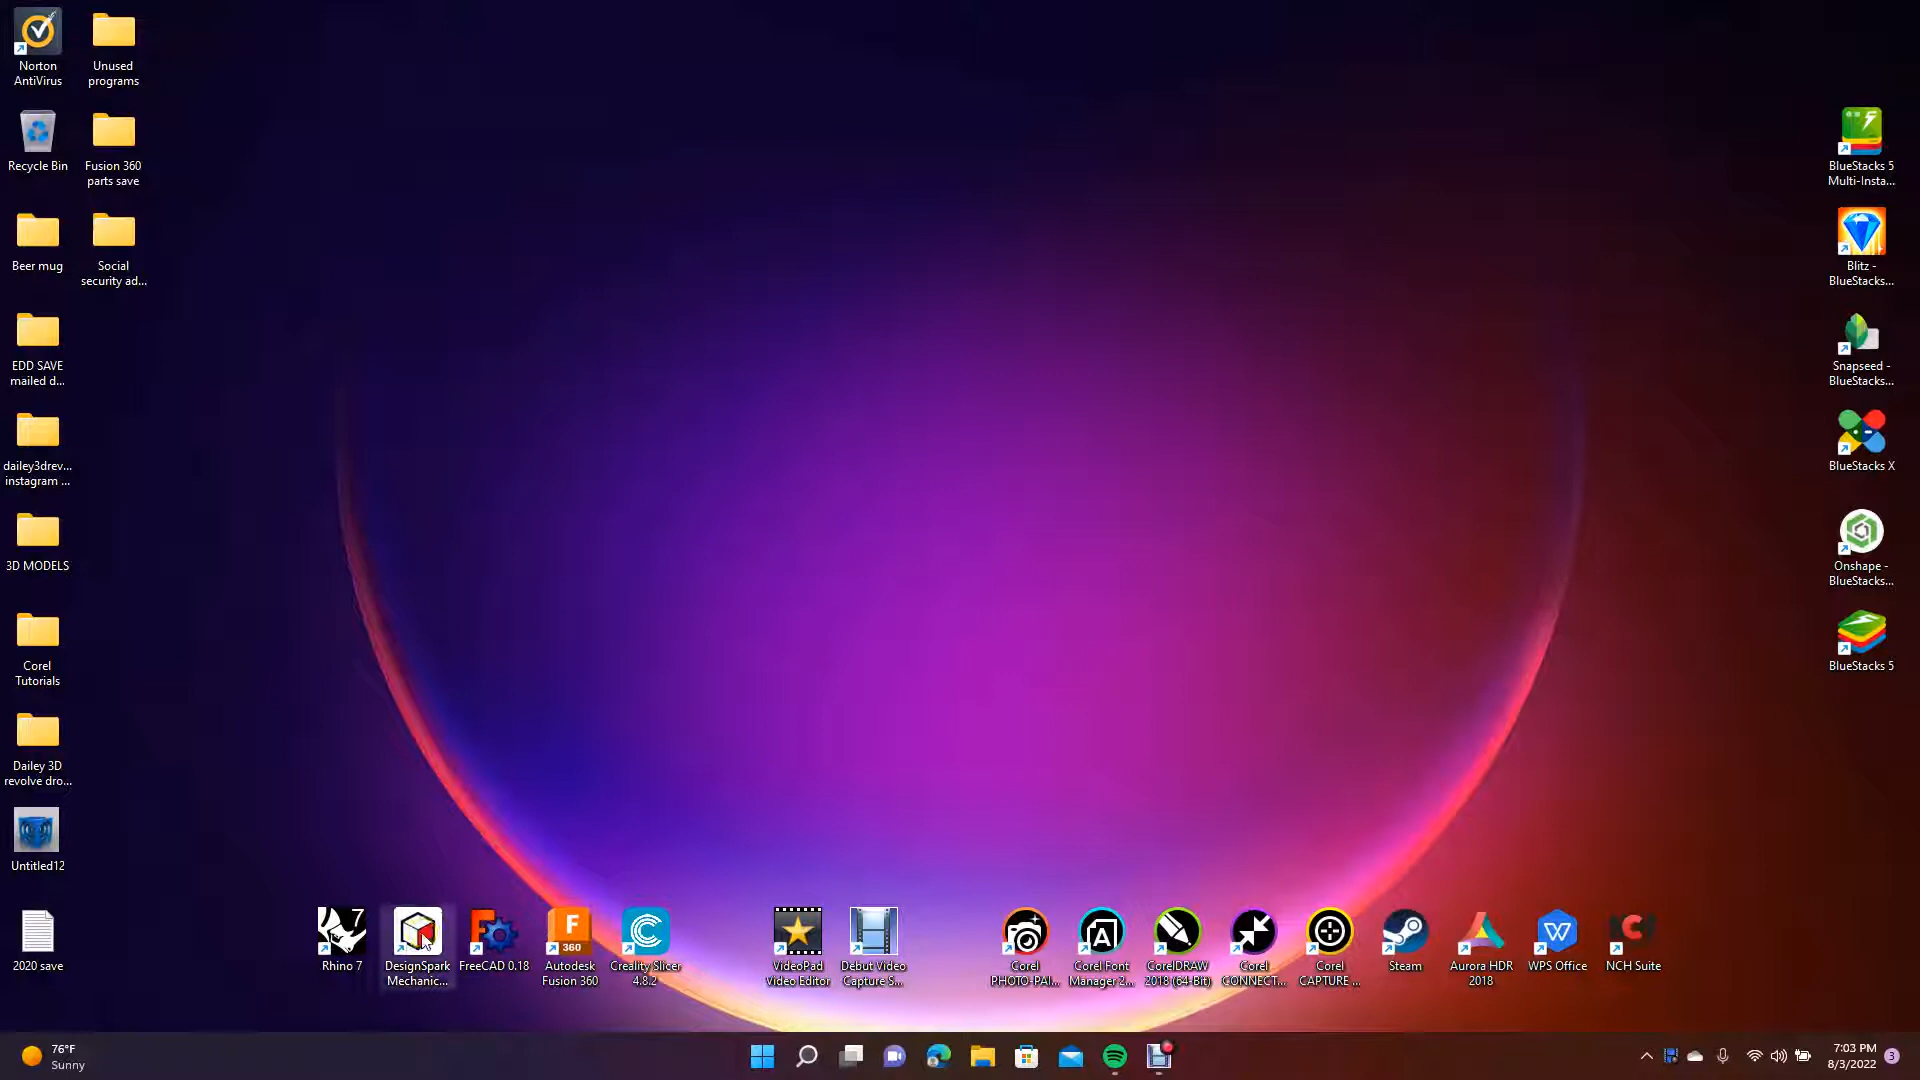 Norton
AntiVirus
Unused
programs
Recycle Bin
Fusion 360
parts save
Beer mug
Social
security ad...
EDD SAVE
mailed d...
dailey3drev...
instagram ...
3D MODELS
Corel
Tutorials
Dailey 3D
revolve dro...
Untitled12
2020 save
7
Rhino 7
DesignSpark
Mechanic...
FreeCAD 0.18
F
360
Autodesk
Fusion 360
Creality Slicer
4.8.2
VideoPad
Video Editor
Debut Video
Capture S...
Corel
PHOTO-PAI...
A
Corel Font
Manager 2...
CorelDRAW
2018 (64-Bit)
Corel
CONNECT...
Corel
CAPTURE ...
Steam
Aurora HDR
2018
W
WPS Office
C
NCH Suite
BlueStacks 5
Multi-Insta...
Blitz -
BlueStacks...
Snapseed -
BlueStacks...
BlueStacks X
Onshape -
BlueStacks...
BlueStacks 5
76°F
Sunny
7:03 PM
8/3/2022
3